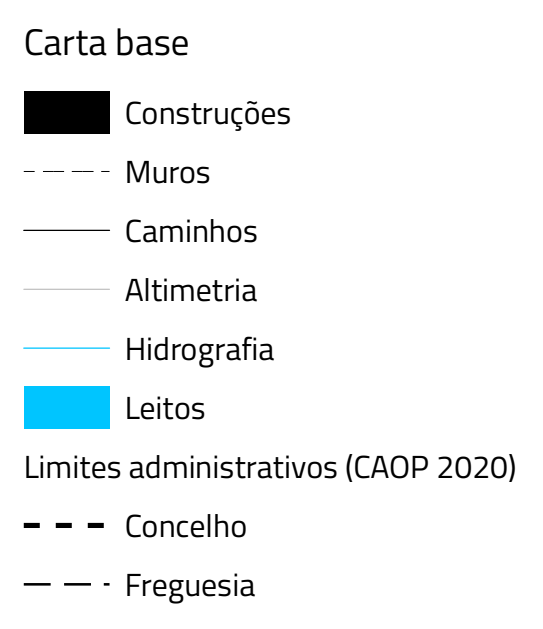 Carta base
Construções
Muros
Caminhos
Altimetria
Hidrografia
Leitos
Limites administrativos (CAOP 2020)
Concelho
Freguesia